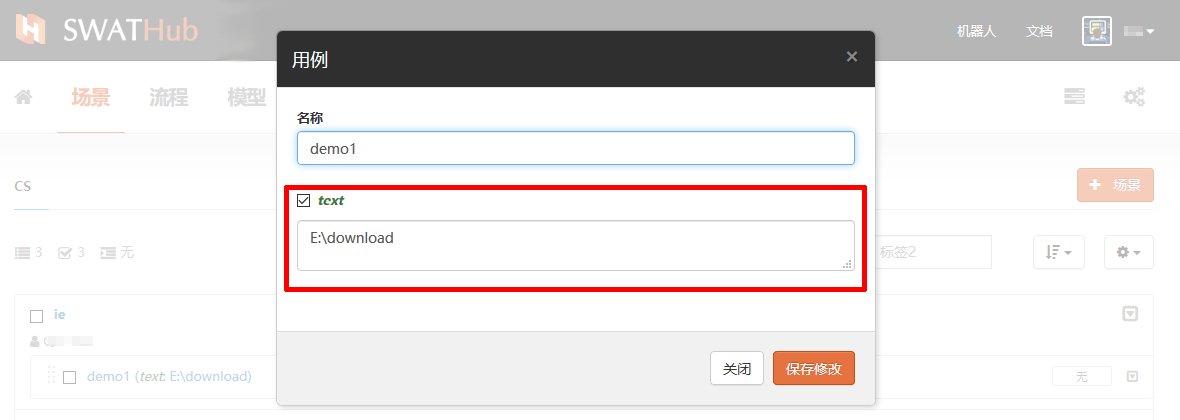 SWATHub
机器人
文档
场景
流程
模型
用例
×
名称
demo1
text
E:\download
关闭
保存修改
CS
+ 场景
3
3
无
标签2
ie
demo1 (text: E:\download)
无